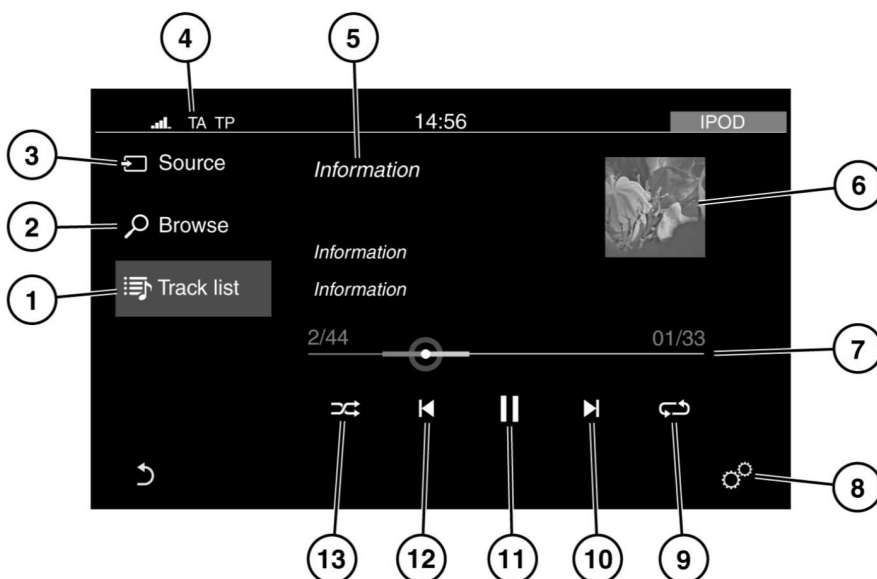 4
5
TA TP
14:56
IPOD
3
Source
Information
6
2
Browse
Information
1
Track list
Information
2/44
01/33
7
8
13
12
11
10
9